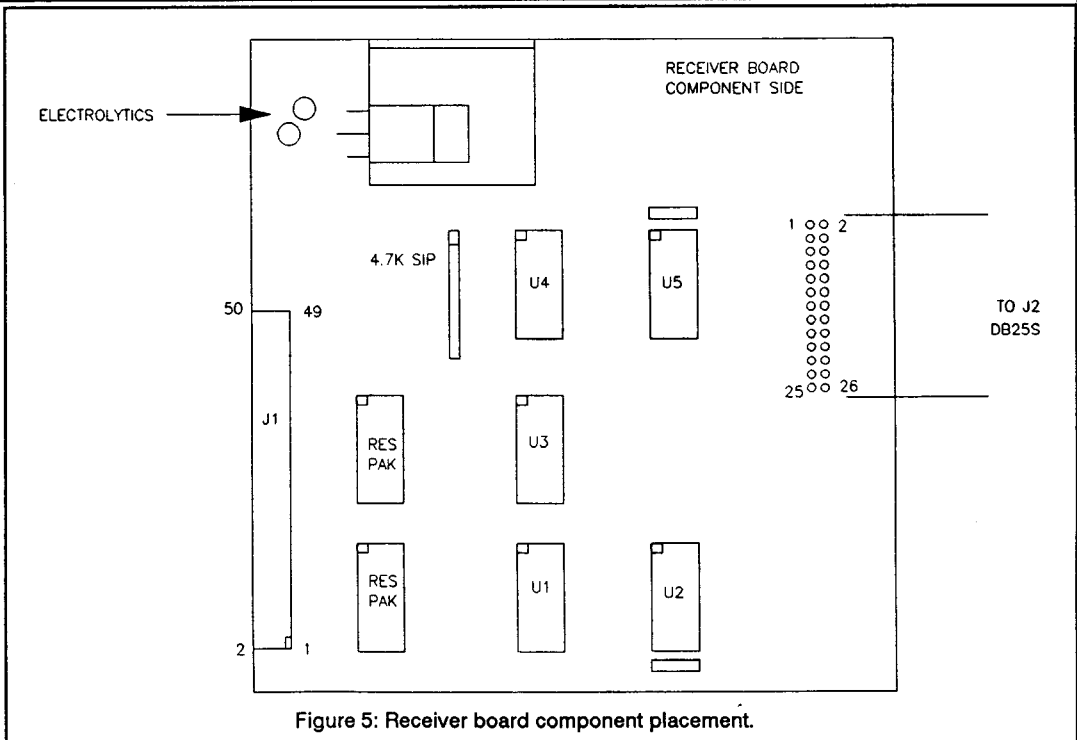 RECEIVER BOARD
COMPONENT SIDE
ELECTROLYTICS
1 2
4.7K SIP
U4
U5
50 49
TO J2
DB25S
25 26
J1
RES
PAK
U3
RES
PAK
U1
U2
2 1
Figure 5: Receiver board component placement.